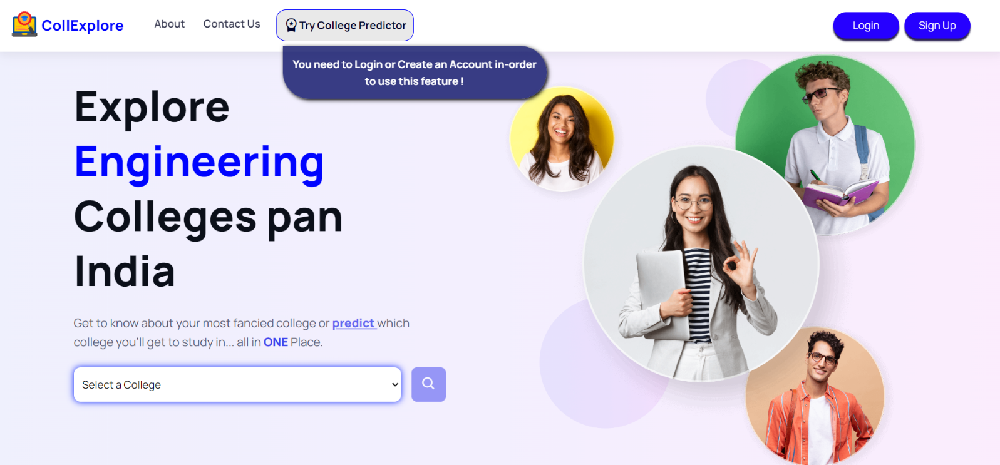 CollExplore
About
Contact Us
Try College Predictor
Login
Sign Up
You need to Login or Create an Account in-order
to use this feature !
Explore
Engineering
Colleges pan
India
Get to know about your most fancied college or predict which
college you'll get to study in... all in ONE Place.
Select a College